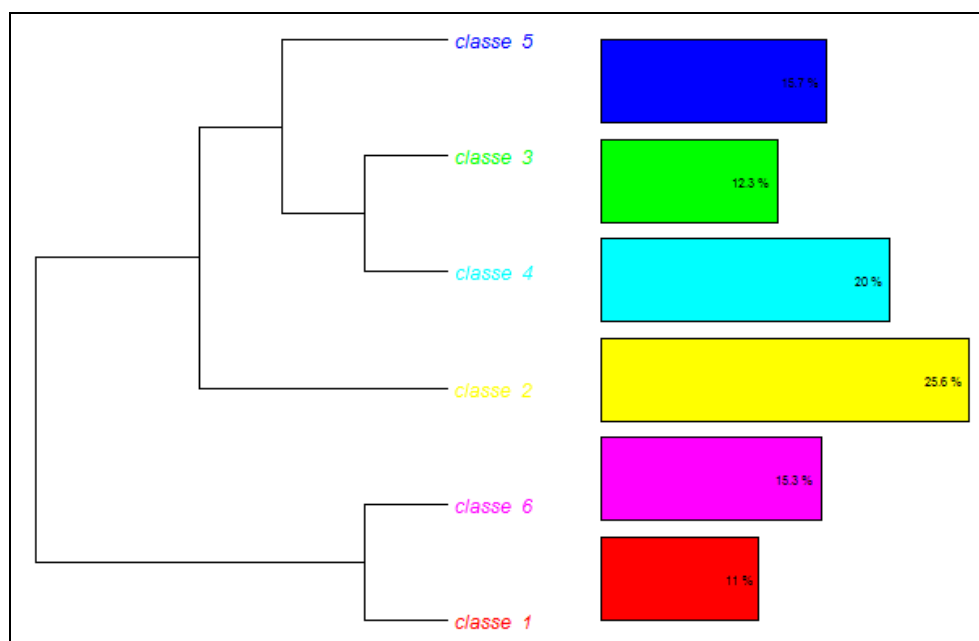 classe 5
15.7 %
classe 3
12.3 %
classe 4
20 %
classe 2
25.6 %
classe 6
15.3 %
classe 1
11 %